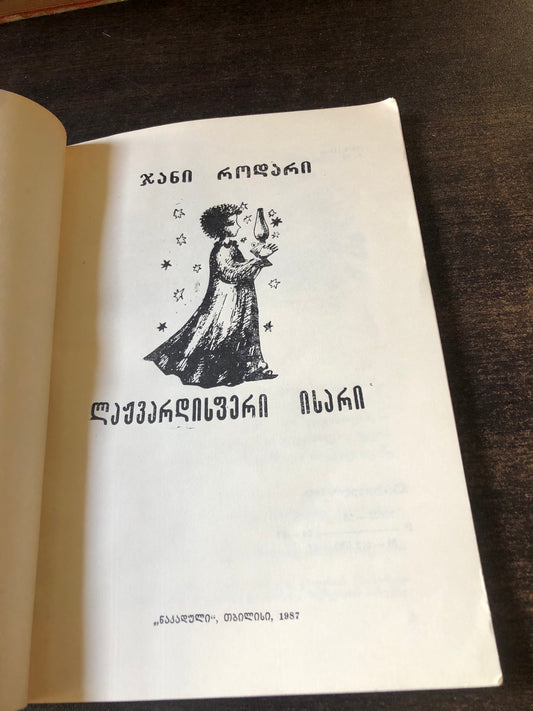 ჯანი როდარი
ლაჟვარდისფერი ისარი
„ნაკადული“, თბილისი, 1987